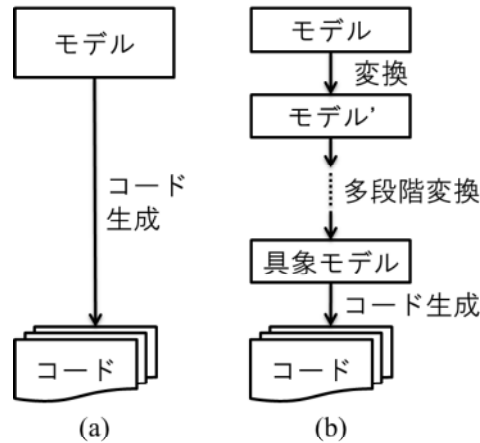 モデル
コード
生成
コード
(a)
モデル
変換
モデル’
多段階変換
具象モデル
コード生成
コード
(b)